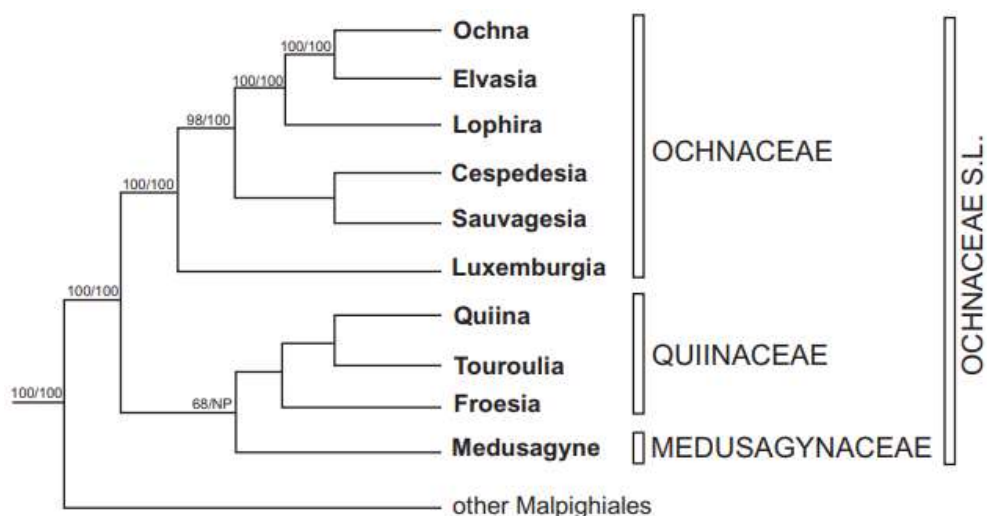 Ochna
100/100
Elvasia
100/100
Lophira
98/100
OCHNACEAE
Cespedesia
100/100
Sauvagesia
Luxemburgia
100/100
Quiina
QUIINACEAE
Touroulia
100/100
68/NP
Froesia
Medusagyne
MEDUSAGYNACEAE
other Malpighiales
OCHNACEAE S.L.